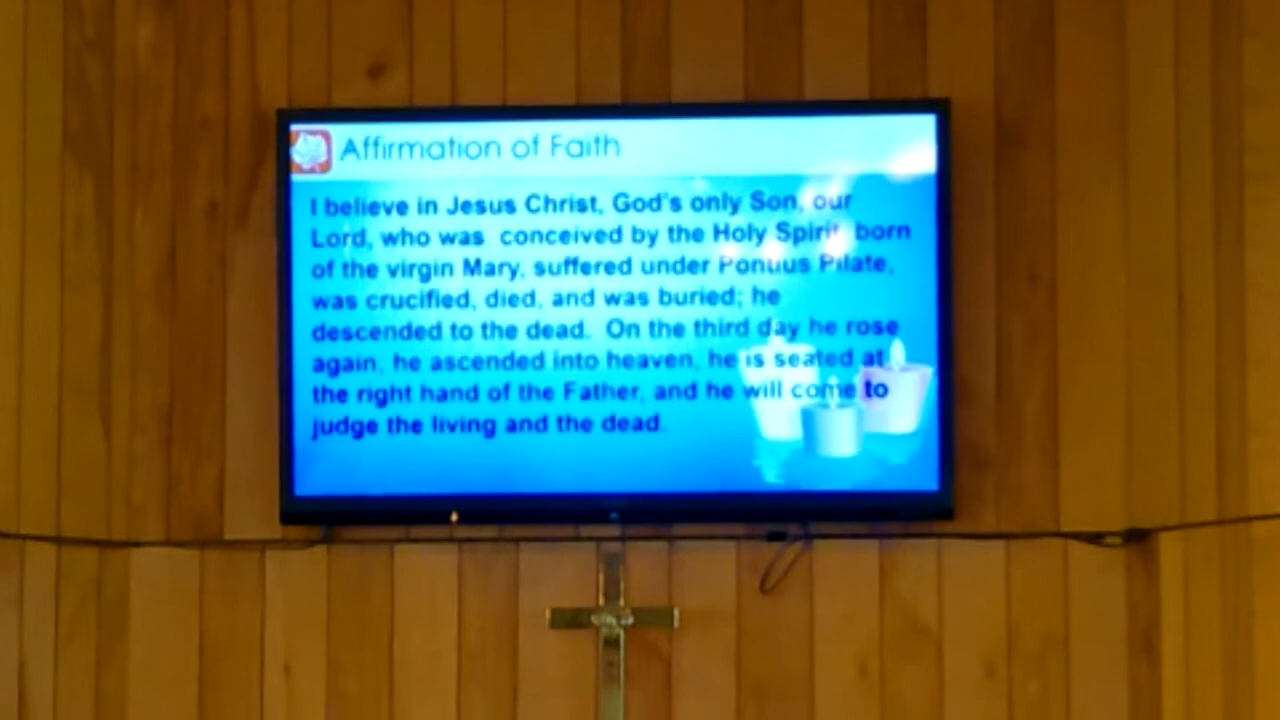 Affirmation of Faith
I believe in Jesus Christ, God's only Son, our
Lord, who was conceived by the Holy Spirit, born
of the virgin Mary, suffered under Pontius Pilate,
was crucified, died, and was buried; he
descended to the dead. On the third day he rose
again; he ascended into heaven, he is seated at
the right hand of the Father, and he will come to
judge the living and the dead.